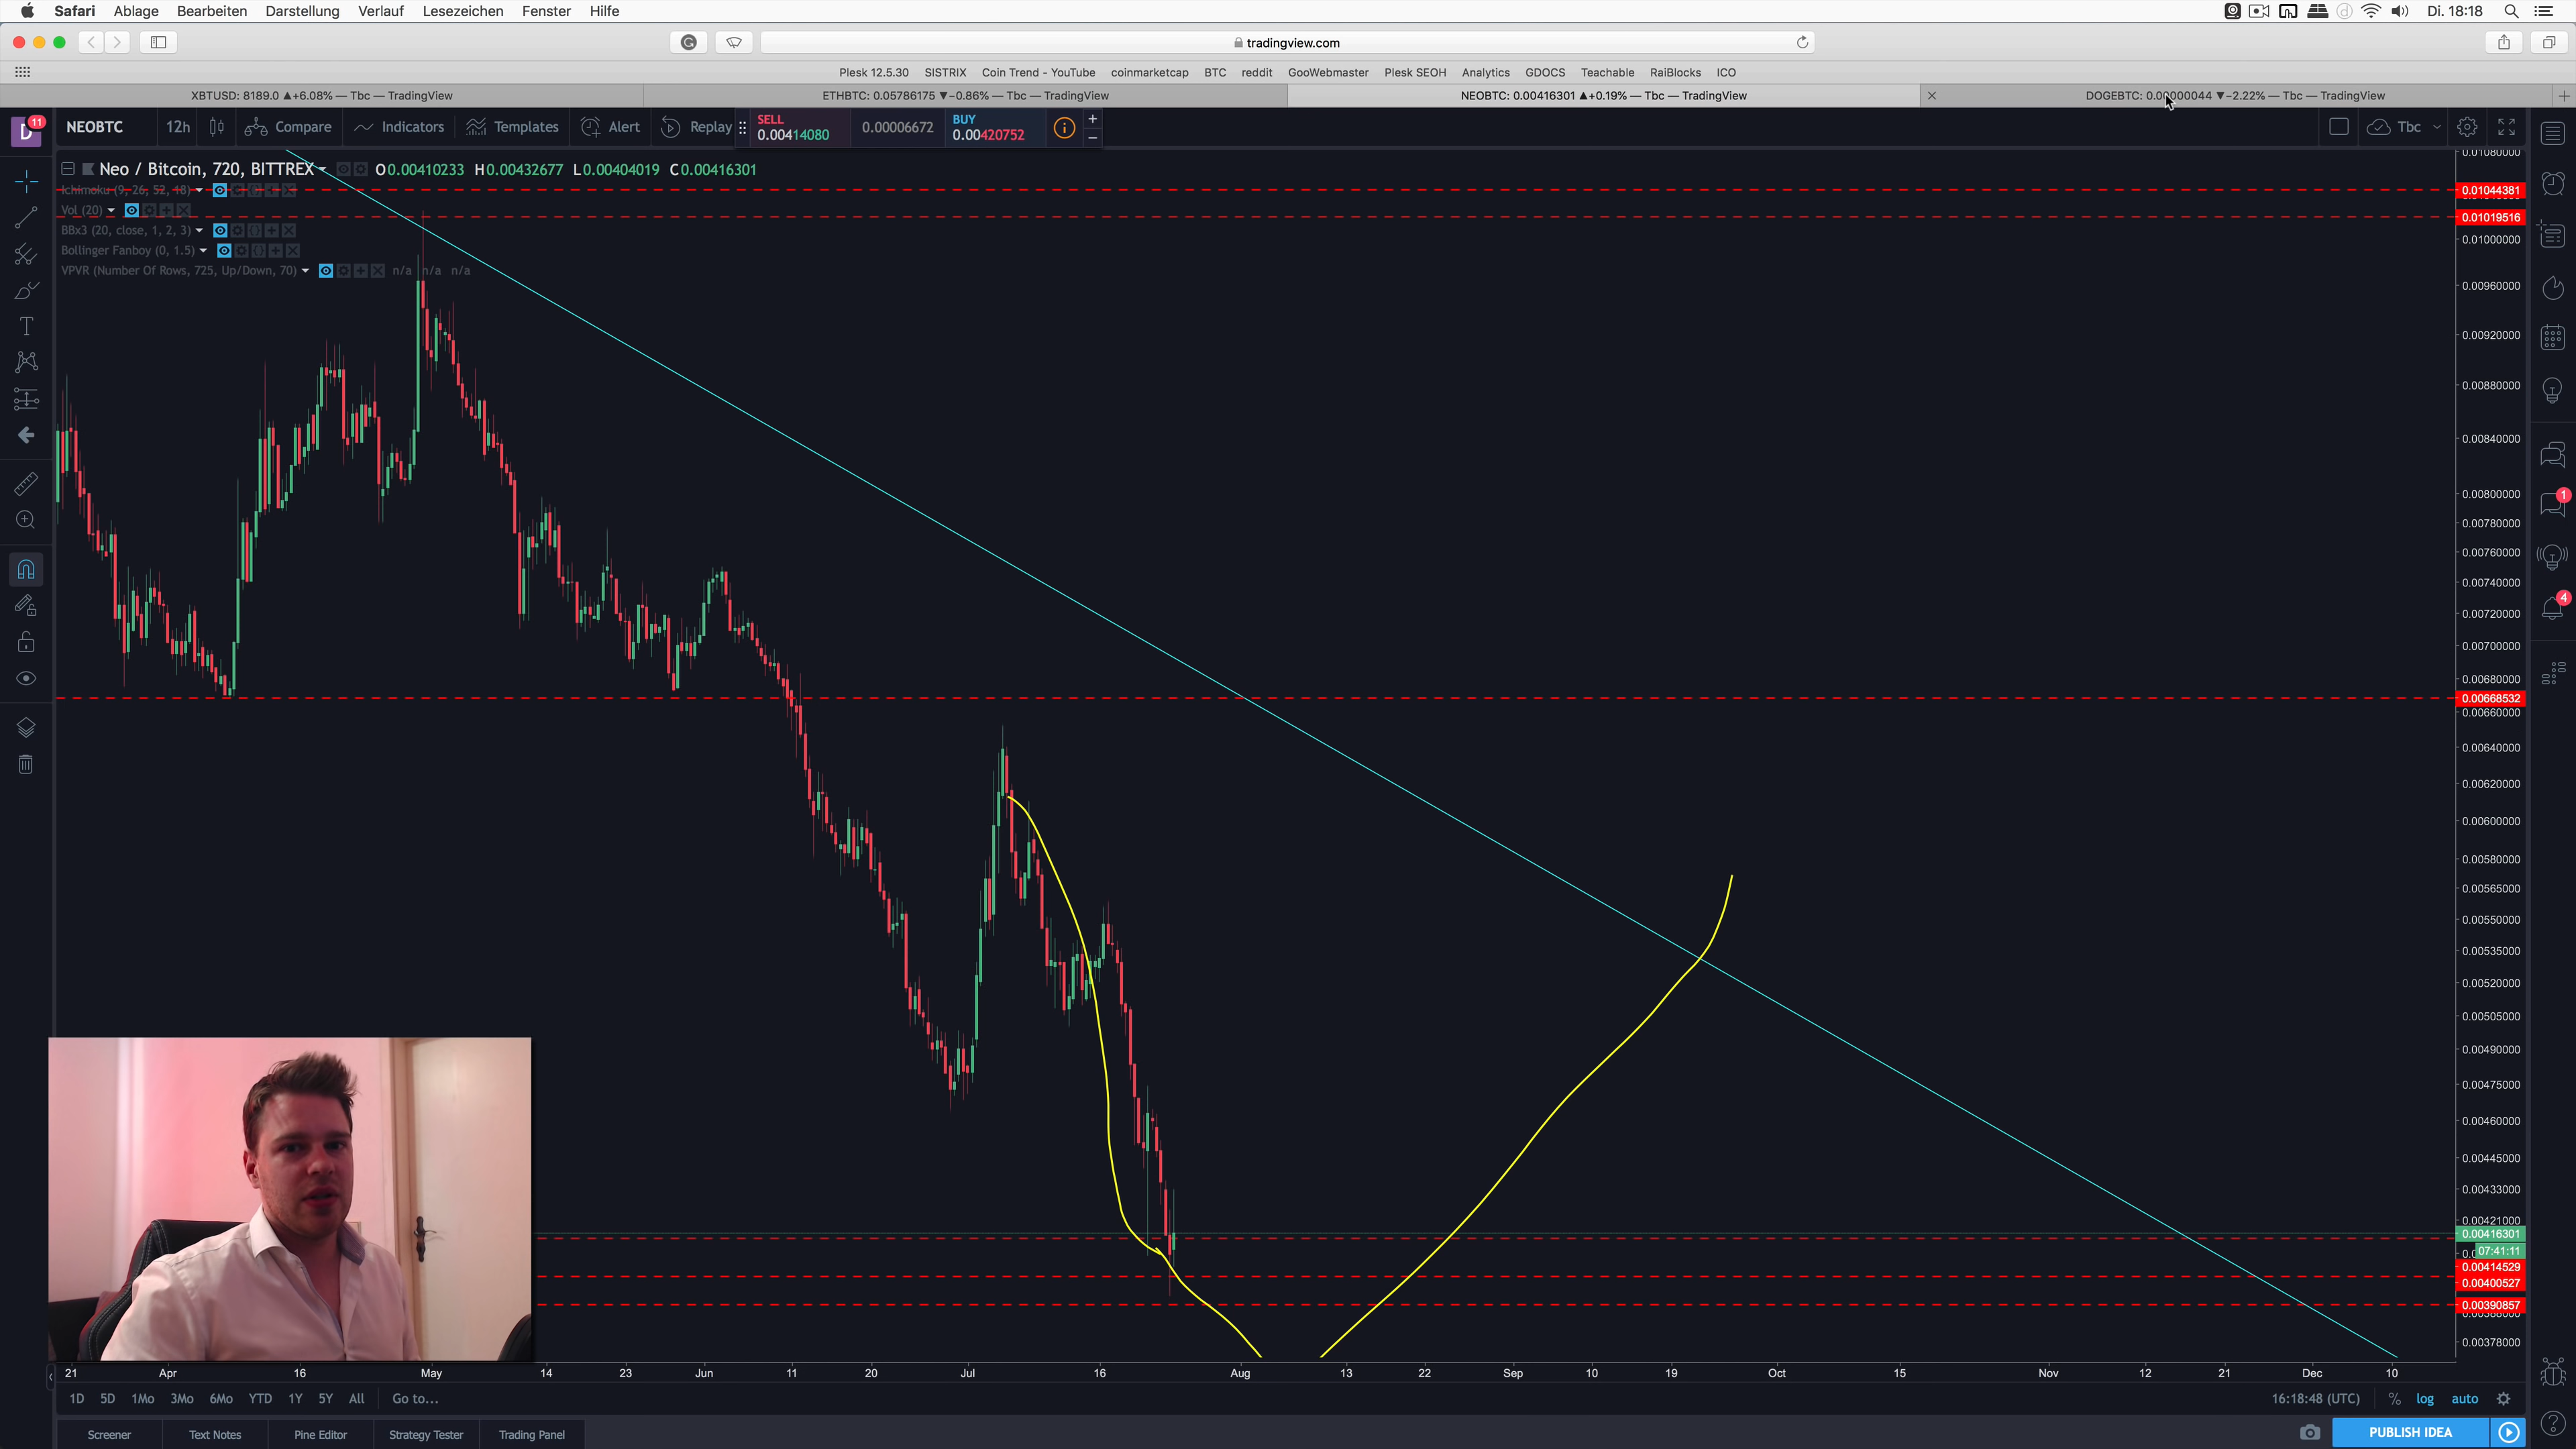 Safari Ablage Bearbeiten Darstellung Verlauf Lesezeichen Fenster Hilfe Di. 18:18
tradingview.com
Plesk 12.5.30 SISTRIX Coin Trend - YouTube coinmarketcap BTC reddit GooWebmaster Plesk SEOH Analytics GDOCS Teachable RaiBlocks ICO
XBTUSD: 8189.0 ▲+6.08% — Tbc — TradingView ETHBTC: 0.05786175 ▼−0.86% — Tbc — TradingView NEOBTC: 0.00416301 ▲+0.19% — Tbc — TradingView DOGEBTC: 0.00000044 ▼−2.22% — Tbc — TradingView
D 11 NEOBTC 12h Compare Indicators Templates Alert Replay SELL 0.00414080 0.00006672 BUY 0.00420752 Tbc
Neo / Bitcoin, 720, BITTREX O0.00410233 H0.00432677 L0.00404019 C0.00416301
Ichimoku (9, 26, 52, 18)
Vol (20)
BBx3 (20, close, 1, 2, 3)
Bollinger Fanboy (0, 1.5)
VPVR (Number Of Rows, 725, Up/Down, 70) n/a n/a n/a
0.01080000
0.01044381
0.01019516
0.01000000
0.00960000
0.00920000
0.00880000
0.00840000
0.00800000
0.00780000
0.00760000
0.00740000
0.00720000
0.00700000
0.00680000
0.00668532
0.00660000
0.00640000
0.00620000
0.00600000
0.00580000
0.00565000
0.00550000
0.00535000
0.00520000
0.00505000
0.00490000
0.00475000
0.00460000
0.00445000
0.00433000
0.00421000
0.00416301
07:41:11
0.00414529
0.00400527
0.00390857
0.00378000
1
4
21 Apr 16 May 14 23 Jun 11 20 Jul 16 Aug 13 22 Sep 10 19 Oct 15 Nov 12 21 Dec 10
1D 5D 1Mo 3Mo 6Mo YTD 1Y 5Y All Go to... 16:18:48 (UTC) % log auto
Screener Text Notes Pine Editor Strategy Tester Trading Panel PUBLISH IDEA